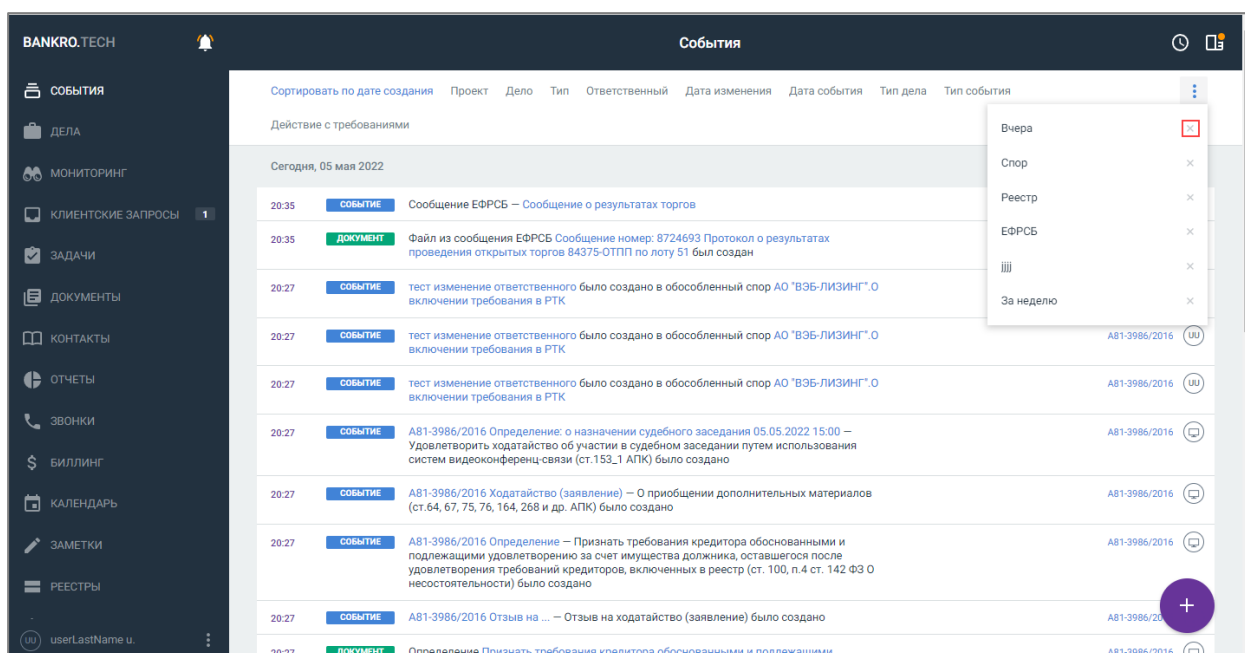 BANKRO.TECH
События
СОБЫТИЯ
ДЕЛА
МОНИТОРИНГ
КЛИЕНТСКИЕ ЗАПРОСЫ 1
ЗАДАЧИ
ДОКУМЕНТЫ
КОНТАКТЫ
ОТЧЕТЫ
ЗВОНКИ
БИЛЛИНГ
КАЛЕНДАРЬ
ЗАМЕТКИ
РЕЕСТРЫ
UU userLastName u.
Сортировать по дате создания Проект Дело Тип Ответственный Дата изменения Дата события Тип дела Тип события
Действие с требованиями
Вчера
Спор
Реестр
ЕФРСБ
jjjj
За неделю
Сегодня, 05 мая 2022
20:35 СОБЫТИЕ Сообщение ЕФРСБ — Сообщение о результатах торгов
20:35 ДОКУМЕНТ Файл из сообщения ЕФРСБ Сообщение номер: 8724693 Протокол о результатах
проведения открытых торгов 84375-ОТПП по лоту 51 был создан
20:27 СОБЫТИЕ тест изменение ответственного было создано в обособленный спор АО "ВЭБ-ЛИЗИНГ".О
включении требования в РТК
20:27 СОБЫТИЕ тест изменение ответственного было создано в обособленный спор АО "ВЭБ-ЛИЗИНГ".О А81-3986/2016 UU
включении требования в РТК
20:27 СОБЫТИЕ тест изменение ответственного было создано в обособленный спор АО "ВЭБ-ЛИЗИНГ".О А81-3986/2016 UU
включении требования в РТК
20:27 СОБЫТИЕ А81-3986/2016 Определение: о назначении судебного заседания 05.05.2022 15:00 — А81-3986/2016
Удовлетворить ходатайство об участии в судебном заседании путем использования
систем видеоконференц-связи (ст.153_1 АПК) было создано
20:27 СОБЫТИЕ А81-3986/2016 Ходатайство (заявление) — О приобщении дополнительных материалов А81-3986/2016
(ст.64, 67, 75, 76, 164, 268 и др. АПК) было создано
20:27 СОБЫТИЕ А81-3986/2016 Определение — Признать требования кредитора обоснованными и А81-3986/2016
подлежащими удовлетворению за счет имущества должника, оставшегося после
удовлетворения требований кредиторов, включенных в реестр (ст. 100, п.4 ст. 142 ФЗ О
несостоятельности) было создано
20:27 СОБЫТИЕ А81-3986/2016 Отзыв на ... — Отзыв на ходатайство (заявление) было создано А81-3986/20
20:27 ДОКУМЕНТ Определение Признать требования кредитора обоснованными и подлежащими А81-3986/2016